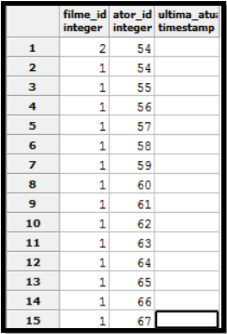 filme_id ator_id ultima_atua
integer integer timestamp
1 2 54
2 1 54
3 1 55
4 1 56
5 1 57
6 1 58
7 1 59
8 1 60
9 1 61
10 1 62
11 1 63
12 1 64
13 1 65
14 1 66
15 1 67